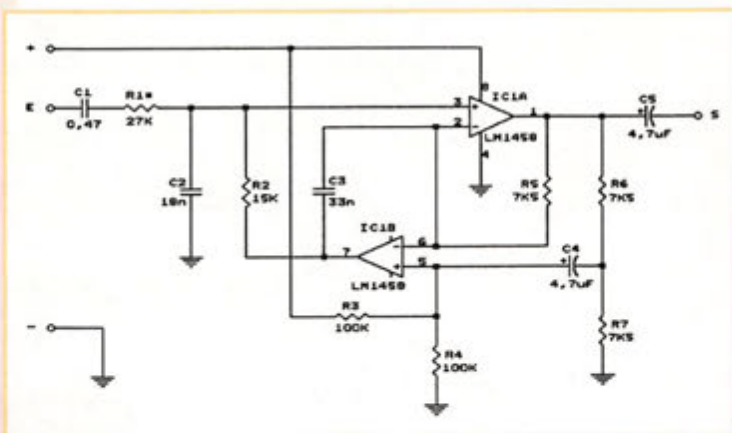 +
8
E
C1
R1*
3
IC1A
1
C5
S
0,47
27K
2
LM1458
4,7uF
4
C2
18n
R2
15K
C3
33n
R5
7K5
R6
7K5
IC1B
7
6
5
C4
4,7uF
LM1458
R3
100K
R7
7K5
-
R4
100K